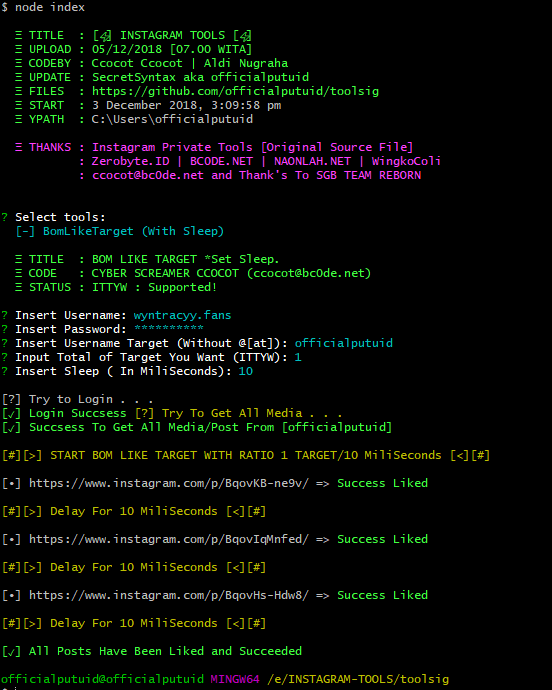 $ node index
Ξ TITLE : [⚡] INSTAGRAM TOOLS [⚡]
Ξ UPLOAD : 05/12/2018 [07.00 WITA]
Ξ CODEBY : Ccocot Ccocot | Aldi Nugraha
Ξ UPDATE : SecretSyntax aka officialputuid
Ξ FILES : https://github.com/officialputuid/toolsig
Ξ START : 3 December 2018, 3:09:58 pm
Ξ YPATH : C:\Users\officialputuid
Ξ THANKS : Instagram Private Tools [Original Source File]
: Zerobyte.ID | BCODE.NET | NAONLAH.NET | WingkoColi
: ccocot@bc0de.net and Thank's To SGB TEAM REBORN
? Select tools:
[-] BomLikeTarget (With Sleep)
Ξ TITLE : BOM LIKE TARGET *Set Sleep.
Ξ CODE : CYBER SCREAMER CCOCOT (ccocot@bc0de.net)
Ξ STATUS : ITTYW : Supported!
? Insert Username: wyntracyy.fans
? Insert Password: **********
? Insert Username Target (Without @[at]): officialputuid
? Input Total of Target You Want (ITTYW): 1
? Insert Sleep ( In MiliSeconds): 10
[?] Try to Login . . .
[✓] Login Succsess [?] Try To Get All Media . . .
[✓] Succsess To Get All Media/Post From [officialputuid]
[#][>] START BOM LIKE TARGET WITH RATIO 1 TARGET/10 MiliSeconds [<][#]
[•] https://www.instagram.com/p/BqovKB-ne9v/ => Success Liked
[#][>] Delay For 10 MiliSeconds [<][#]
[•] https://www.instagram.com/p/BqovIqMnfed/ => Success Liked
[#][>] Delay For 10 MiliSeconds [<][#]
[•] https://www.instagram.com/p/BqovHs-Hdw8/ => Success Liked
[#][>] Delay For 10 MiliSeconds [<][#]
[✓] All Posts Have Been Liked and Succeeded
officialputuid@officialputuid MINGW64 /e/INSTAGRAM-TOOLS/toolsig